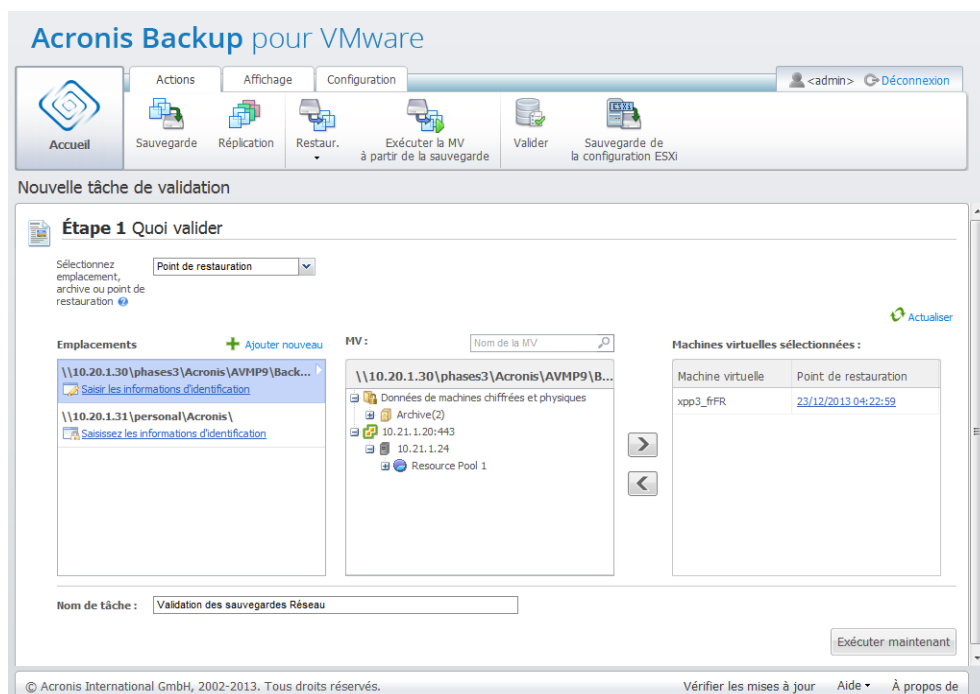 Acronis Backup pour VMware
Actions
Affichage
Configuration
<admin>
Déconnexion
Accueil
Sauvegarde
Réplication
Restaur.
Exécuter la MV
à partir de la sauvegarde
Valider
ESXi
Sauvegarde de
la configuration ESXi
Nouvelle tâche de validation
Étape 1 Quoi valider
Sélectionnez
emplacement,
archive ou point de
restauration
Point de restauration
Actualiser
Emplacements
Ajouter nouveau
MV :
Nom de la MV
Machines virtuelles sélectionnées :
\\10.20.1.30\phases3\Acronis\AVMP9\Back...
Saisir les informations d'identification
\\10.20.1.31\personal\Acronis\
Saisissez les informations d'identification
\\10.20.1.30\phases3\Acronis\AVMP9\B...
Données de machines chiffrées et physiques
Archive(2)
10.21.1.20:443
10.21.1.24
Resource Pool 1
Machine virtuelle
Point de restauration
xpp3_frFR
23/12/2013 04:22:59
Nom de tâche :
Validation des sauvegardes Réseau
Exécuter maintenant
© Acronis International GmbH, 2002-2013. Tous droits réservés.
Vérifier les mises à jour
Aide
À propos de